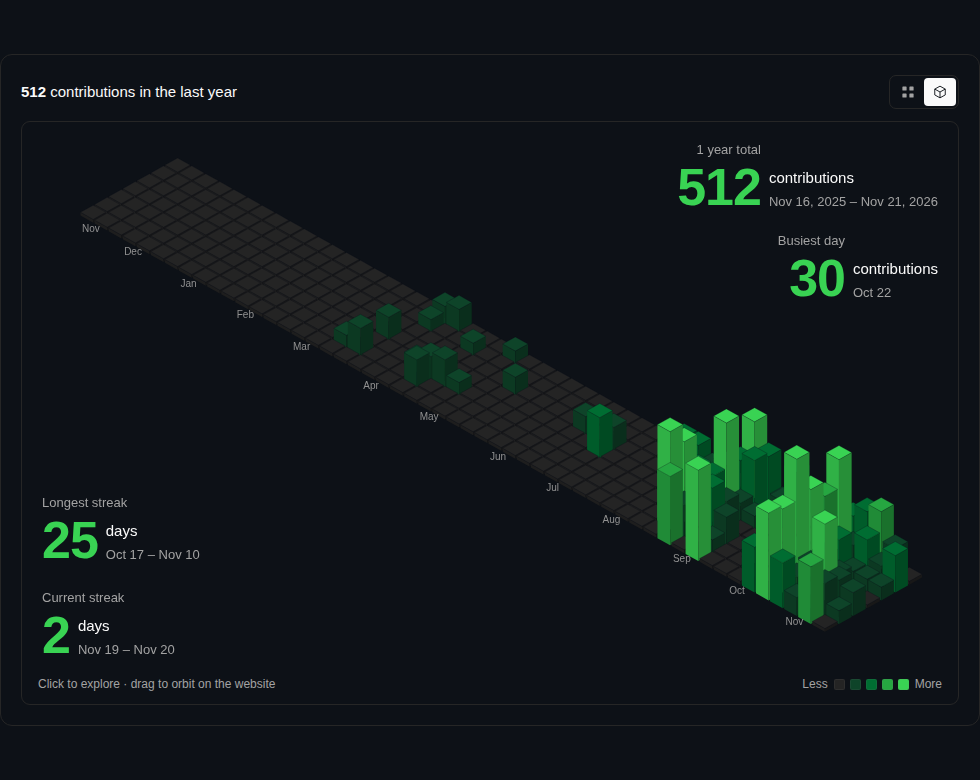 512 contributions in the last year
1 year total
512 contributions
Nov 16, 2025 – Nov 21, 2026
Busiest day
30 contributions
Oct 22
Nov
Dec
Jan
Feb
Mar
Apr
May
Jun
Jul
Aug
Sep
Oct
Nov
Longest streak
25 days
Oct 17 – Nov 10
Current streak
2 days
Nov 19 – Nov 20
Click to explore · drag to orbit on the website
Less More